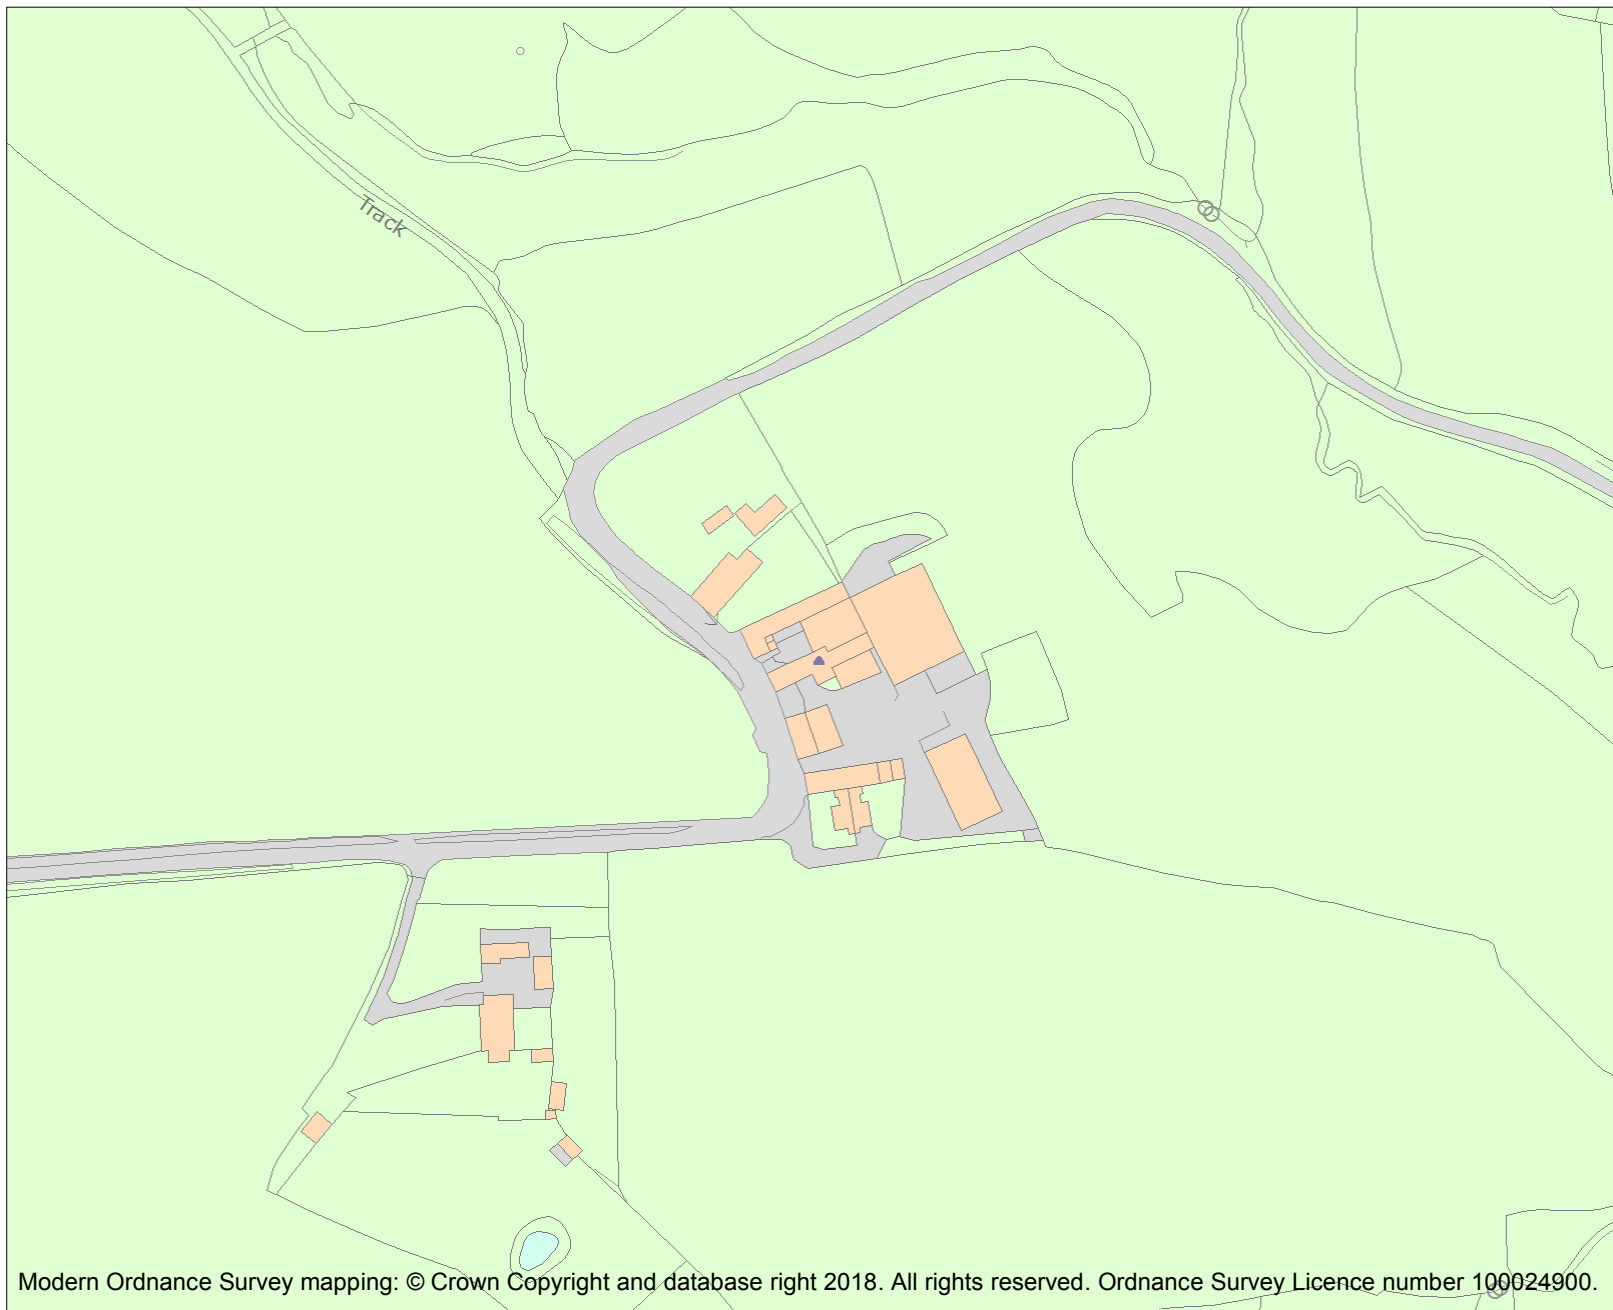 Track
Modern Ordnance Survey mapping: © Crown Copyright and database right 2018. All rights reserved. Ordnance Survey Licence number 100024900.